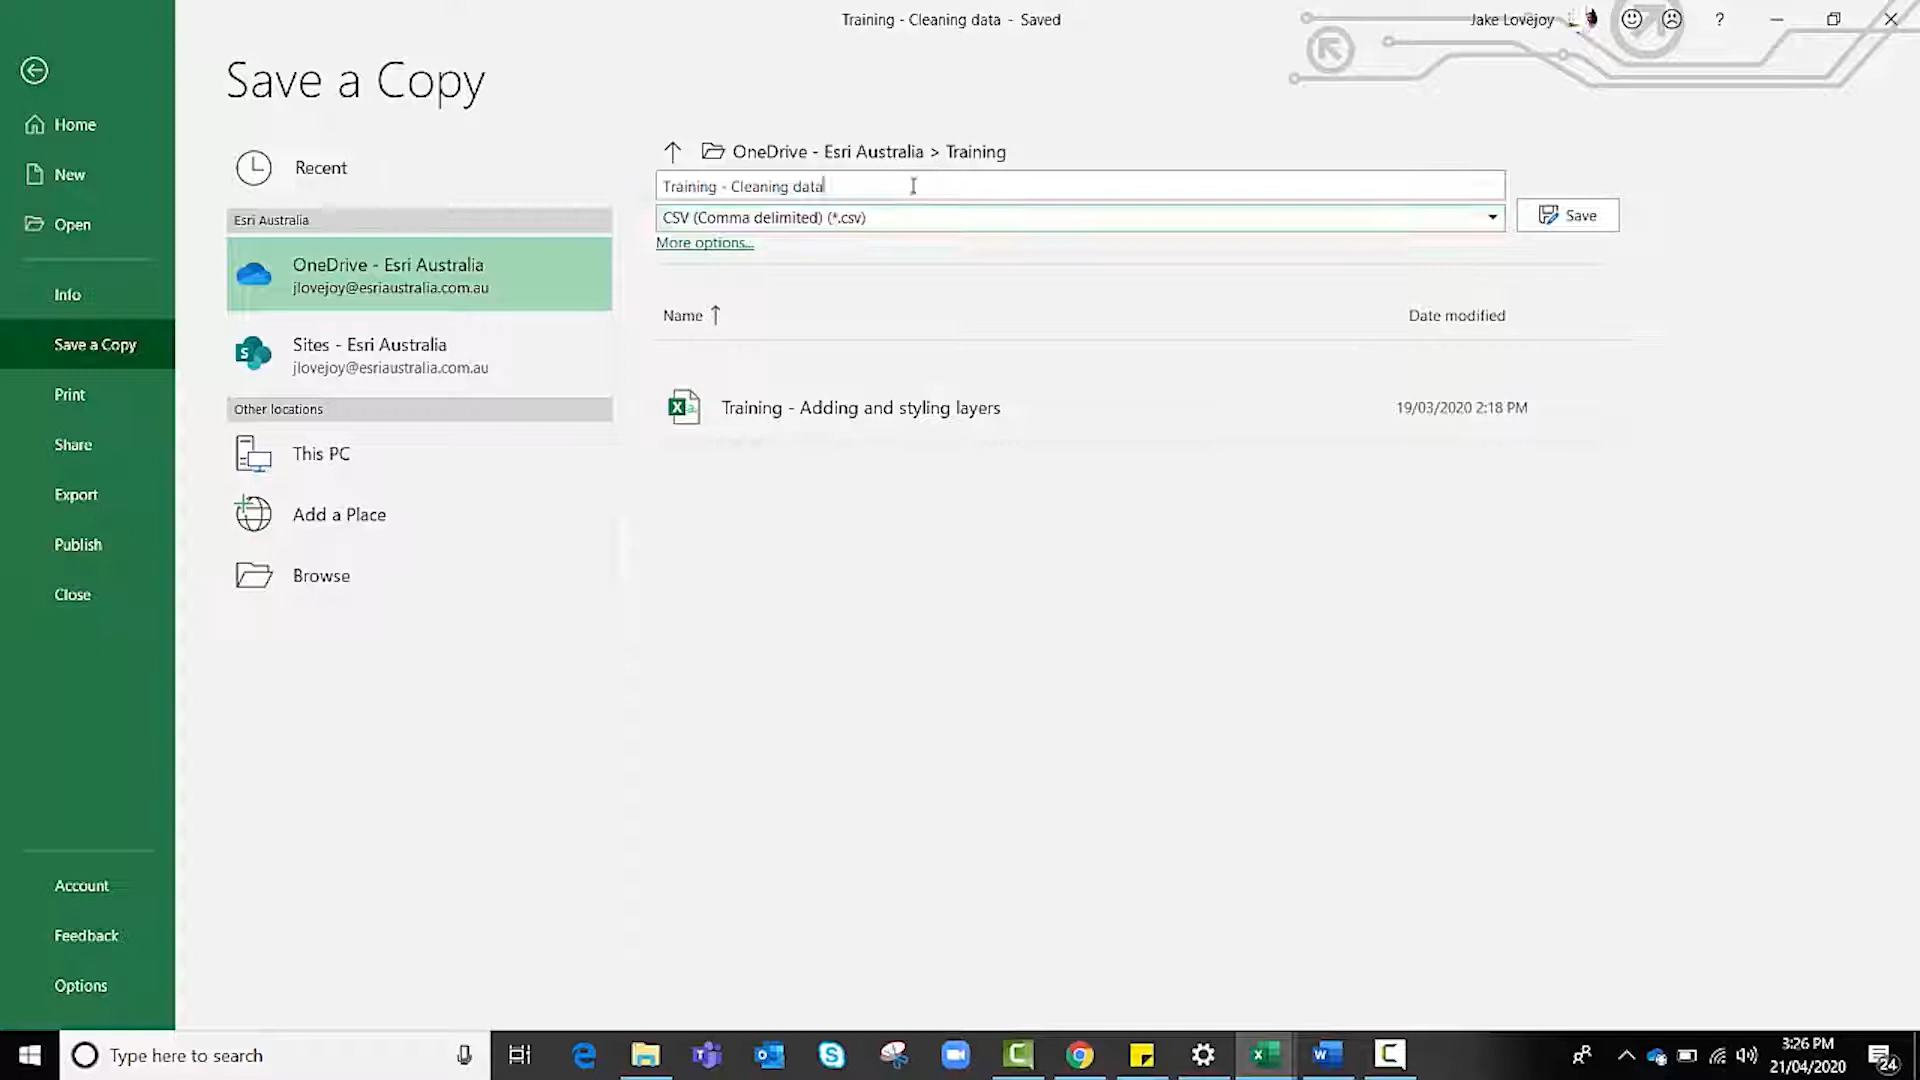 Training - Cleaning data - Saved
Jake Lovejoy
?
Home
New
Open
Info
Save a Copy
Print
Share
Export
Publish
Close
Account
Feedback
Options
Save a Copy
Recent
Esri Australia
OneDrive - Esri Australia
jlovejoy@esriaustralia.com.au
Sites - Esri Australia
jlovejoy@esriaustralia.com.au
Other locations
This PC
Add a Place
Browse
OneDrive - Esri Australia > Training
Training - Cleaning data
CSV (Comma delimited) (*.csv)
Save
More options...
Name
Date modified
Training - Adding and styling layers
19/03/2020 2:18 PM
Type here to search
3:26 PM
21/04/2020
24